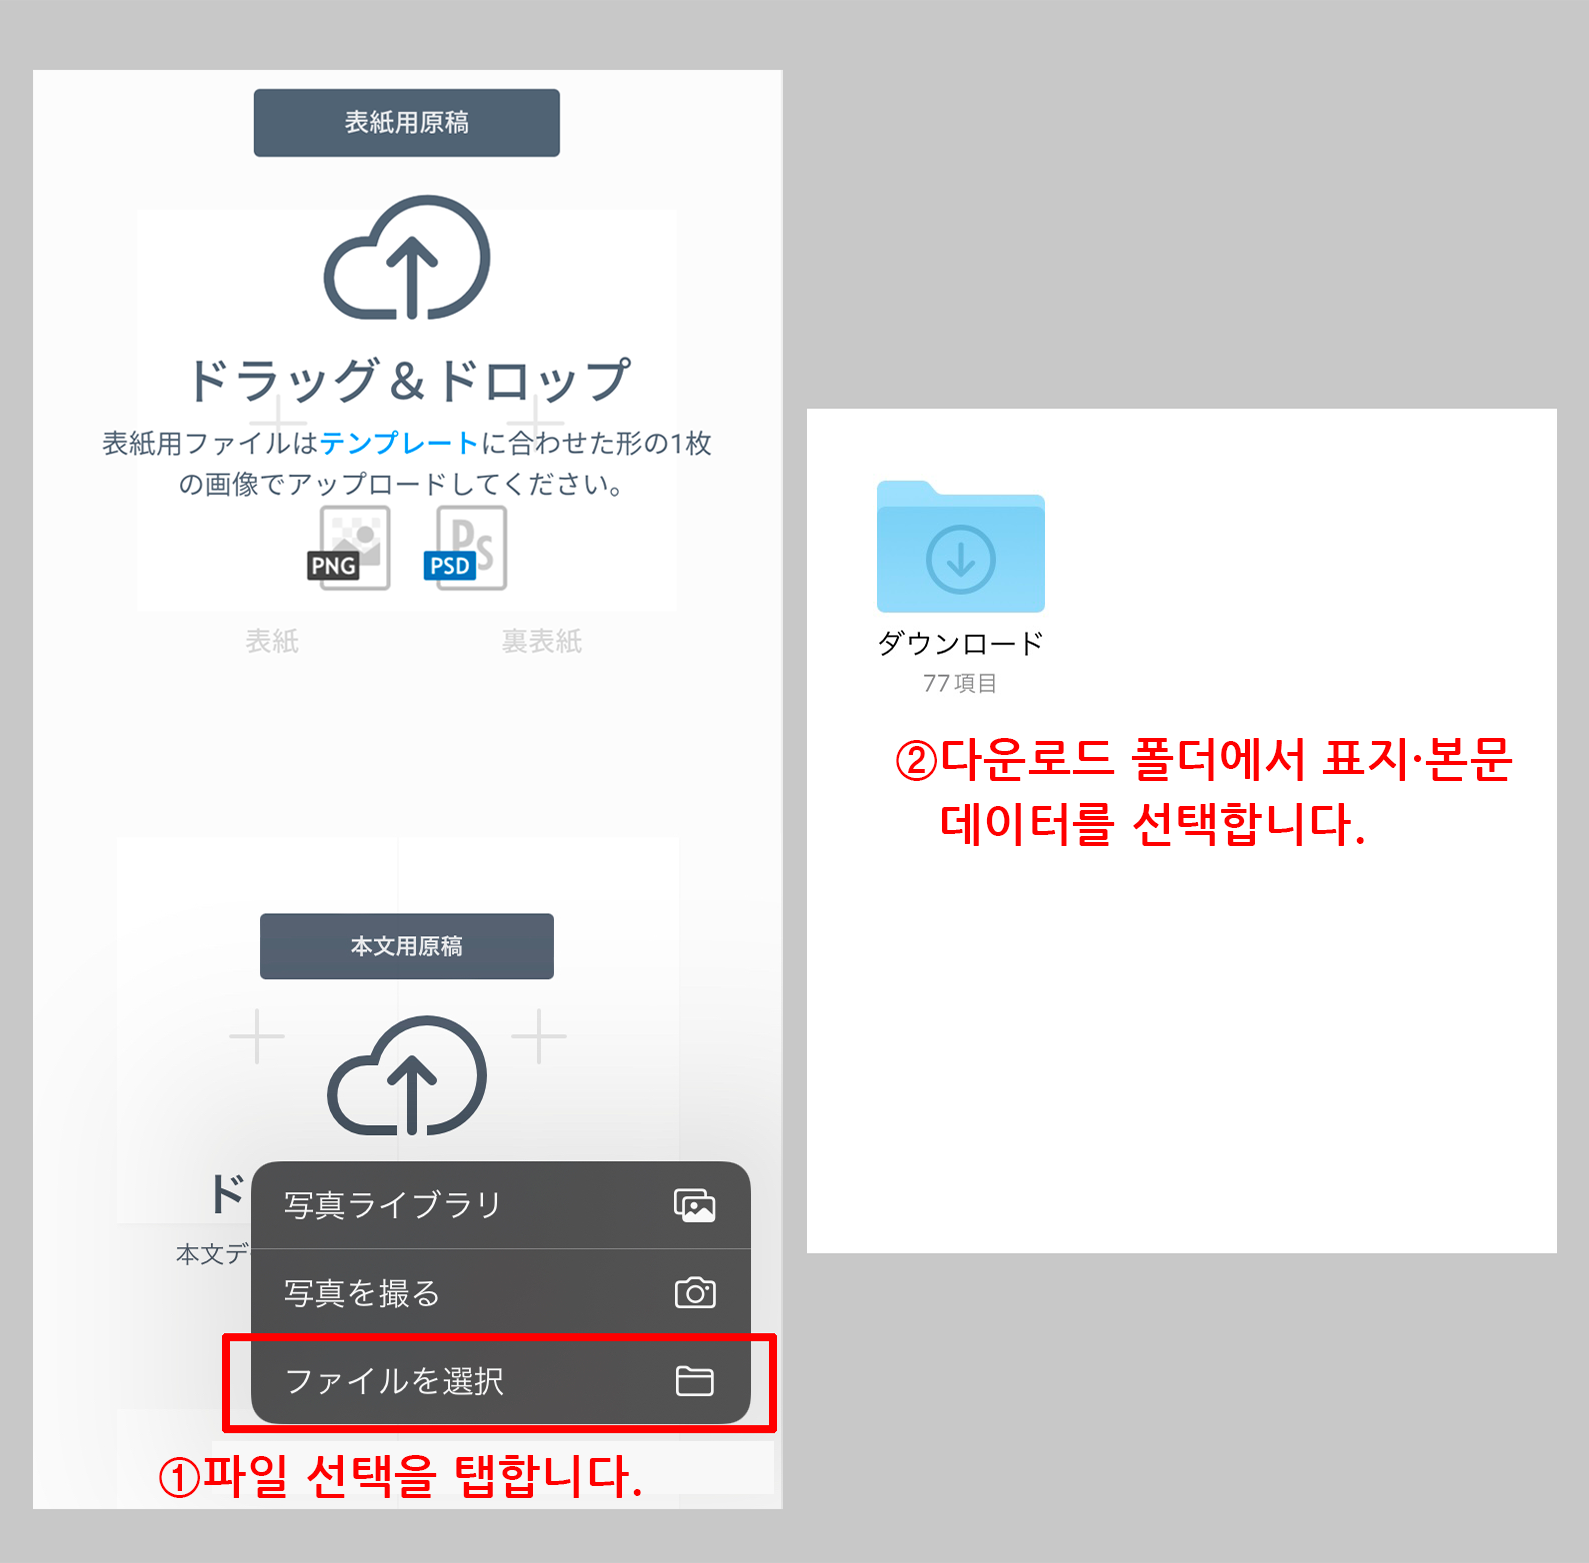 表紙用原稿
ドラッグ＆ドロップ
表紙用ファイルはテンプレートに合わせた形の1枚
の画像でアップロードしてください。
PNG
PSD
Ps
表紙
裏表紙
本文用原稿
ド
本文デ
写真ライブラリ
写真を撮る
ファイルを選択
①파일 선택을 탭합니다.
ダウンロード
77項目
②다운로드 폴더에서 표지·본문
데이터를 선택합니다.